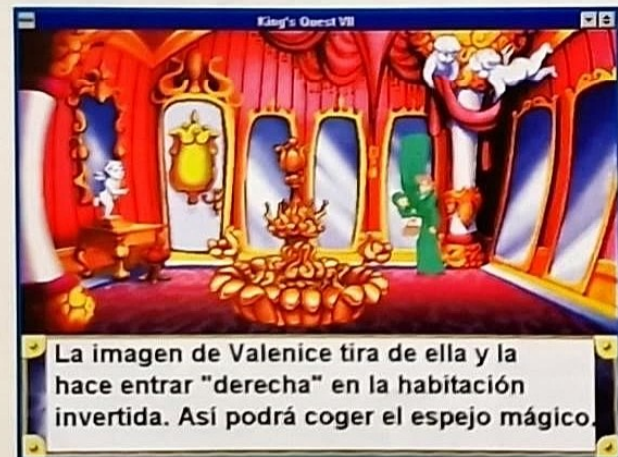 King's Quest VII
La imagen de Valenice tira de ella y la
hace entrar "derecha" en la habitación
invertida. Así podrá coger el espejo mágico.